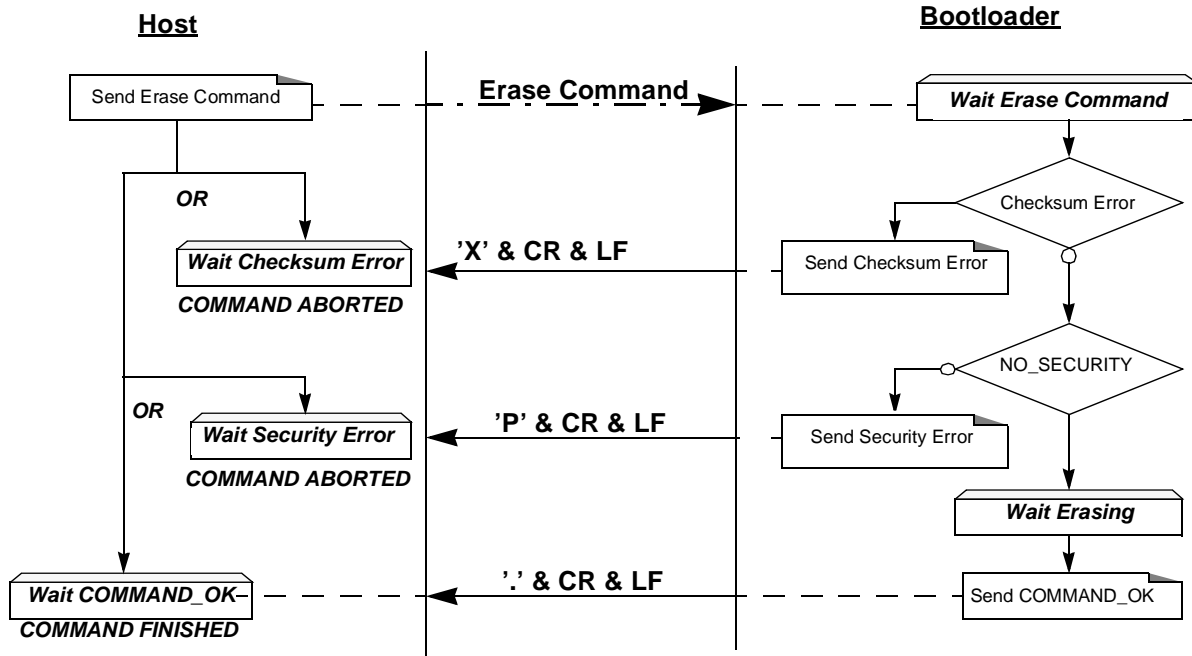 Host
Bootloader
Send Erase Command
Erase Command
Wait Erase Command
OR
Checksum Error
Wait Checksum Error
'X' & CR & LF
Send Checksum Error
COMMAND ABORTED
NO_SECURITY
OR
Wait Security Error
'P' & CR & LF
Send Security Error
COMMAND ABORTED
Wait Erasing
Wait COMMAND_OK
'.' & CR & LF
Send COMMAND_OK
COMMAND FINISHED